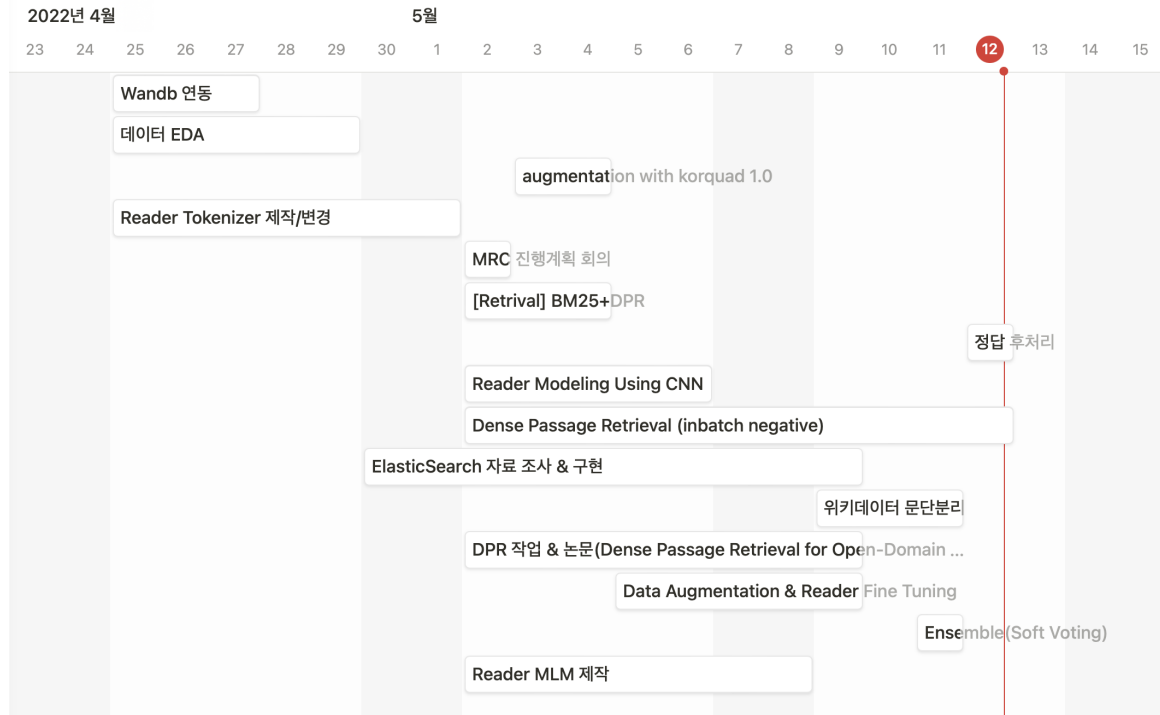 2022년 4월 5월
23 24 25 26 27 28 29 30 1 2 3 4 5 6 7 8 9 10 11 12 13 14 15
Wandb 연동
데이터 EDA
augmentation with korquad 1.0
Reader Tokenizer 제작/변경
MRC 진행계획 회의
[Retrival] BM25+DPR
정답 후처리
Reader Modeling Using CNN
Dense Passage Retrieval (inbatch negative)
ElasticSearch 자료 조사 & 구현
위키데이터 문단분리
DPR 작업 & 논문(Dense Passage Retrieval for Open-Domain ...
Data Augmentation & Reader Fine Tuning
Ensemble(Soft Voting)
Reader MLM 제작